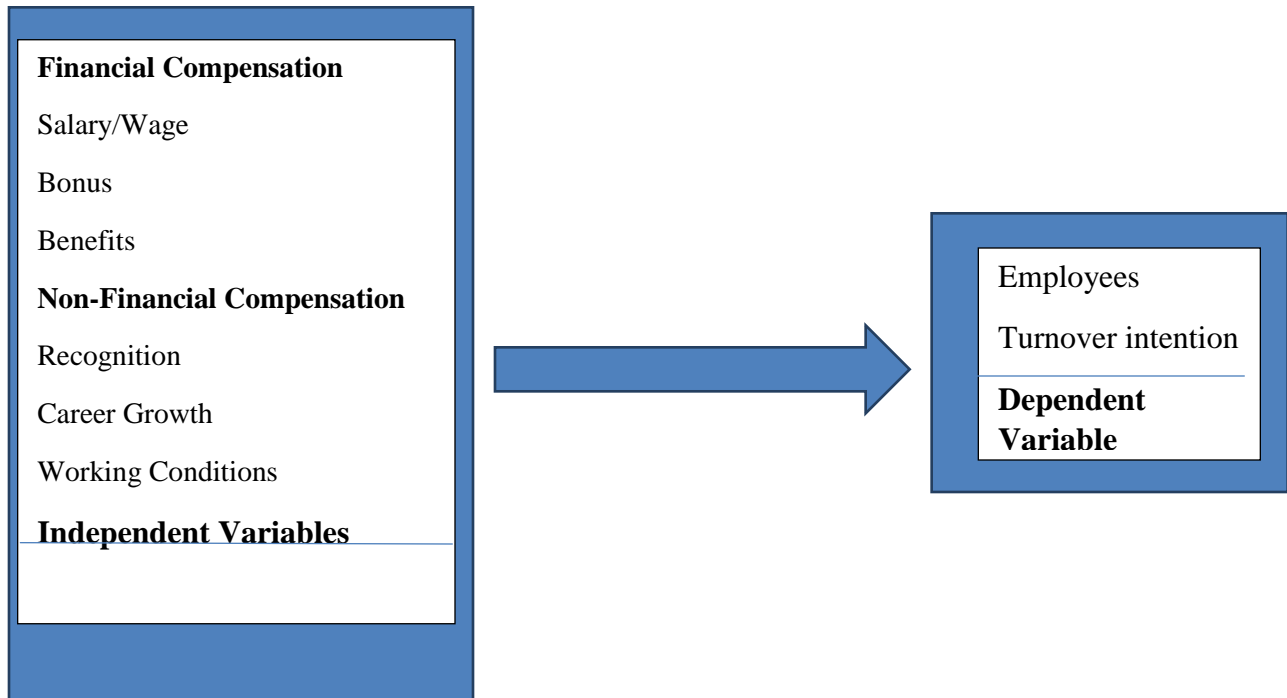 Financial Compensation
Salary/Wage
Bonus
Benefits
Non-Financial Compensation
Recognition
Career Growth
Working Conditions
Independent Variables
Employees
Turnover intention
Dependent
Variable